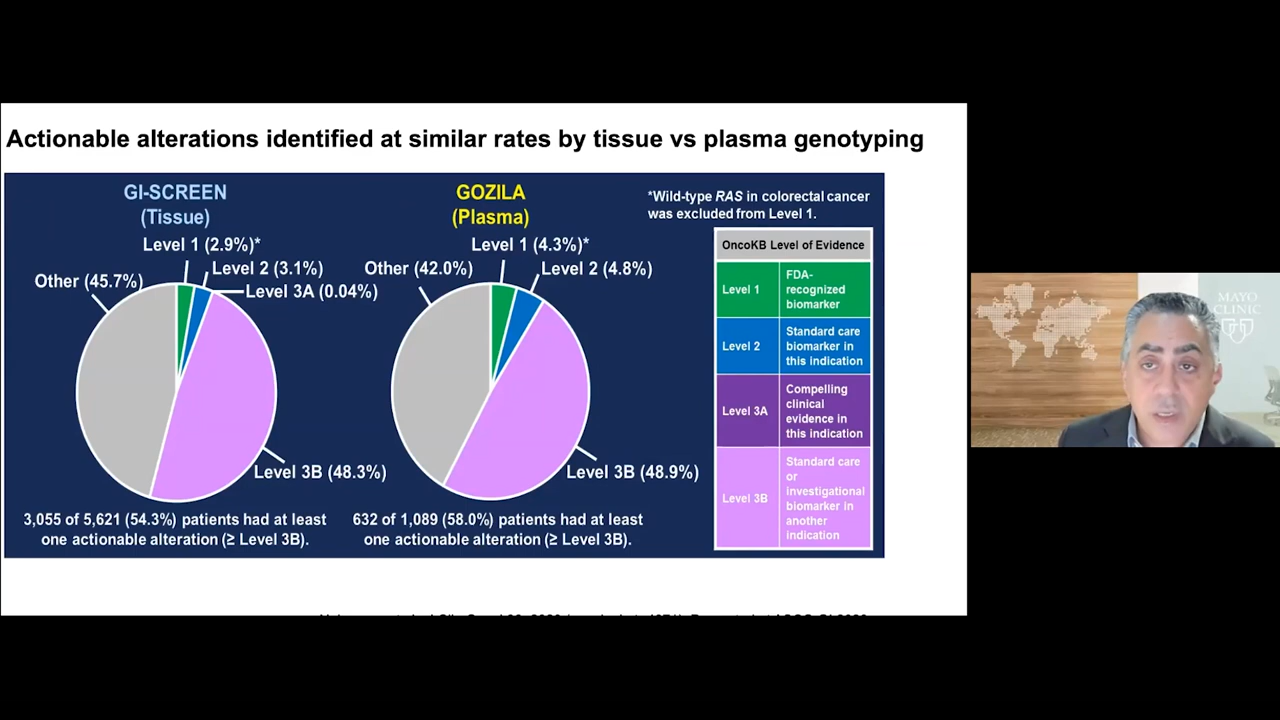 Actionable alterations identified at similar rates by tissue vs plasma genotyping
GI-SCREEN
(Tissue)
Level 1 (2.9%)*
Level 2 (3.1%)
Level 3A (0.04%)
Other (45.7%)
Level 3B (48.3%)
3,055 of 5,621 (54.3%) patients had at least
one actionable alteration (≥ Level 3B).
GOZILA
(Plasma)
Level 1 (4.3%)*
Level 2 (4.8%)
Other (42.0%)
Level 3B (48.9%)
632 of 1,089 (58.0%) patients had at least
one actionable alteration (≥ Level 3B).
*Wild-type RAS in colorectal cancer
was excluded from Level 1.
OncoKB Level of Evidence
Level 1
FDA-
recognized
biomarker
Level 2
Standard care
biomarker in
this indication
Level 3A
Compelling
clinical
evidence in
this indication
Level 3B
Standard care
or
investigational
biomarker in
another
indication
MAYO
CLINIC